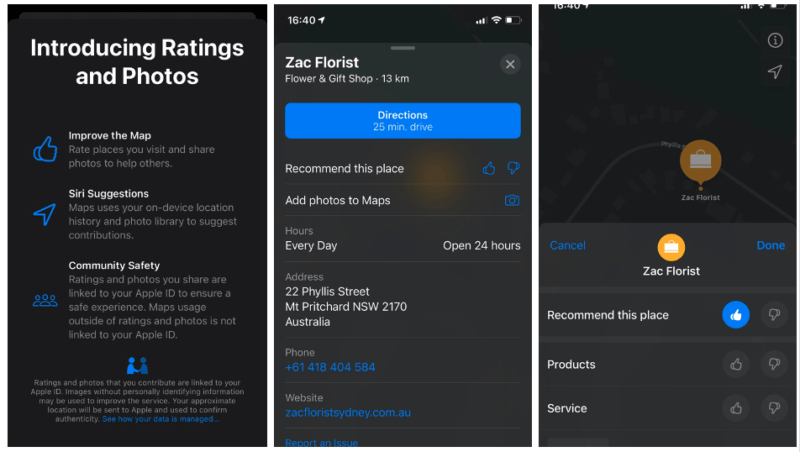 Introducing Ratings
and Photos
Improve the Map
Rate places you visit and share
photos to help others.
Siri Suggestions
Maps uses your on-device location
history and photo library to suggest
contributions.
Community Safety
Ratings and photos you share are
linked to your Apple ID to ensure a
safe experience. Maps usage
outside of ratings and photos is not
linked to your Apple ID.
Ratings and photos that you contribute are linked to your
Apple ID. Images without personally identifying information
may be used to improve the service. Your approximate
location will be sent to Apple and used to confirm
authenticity. See how your data is managed...
16:40
Zac Florist
Flower & Gift Shop · 13 km
Directions
25 min. drive
Recommend this place
Add photos to Maps
Hours
Every Day Open 24 hours
Address
22 Phyllis Street
Mt Pritchard NSW 2170
Australia
Phone
+61 418 404 584
Website
zacfloristsydney.com.au
Report an Issue
16:40
Zac Florist
Cancel Done
Zac Florist
Recommend this place
Products
Service